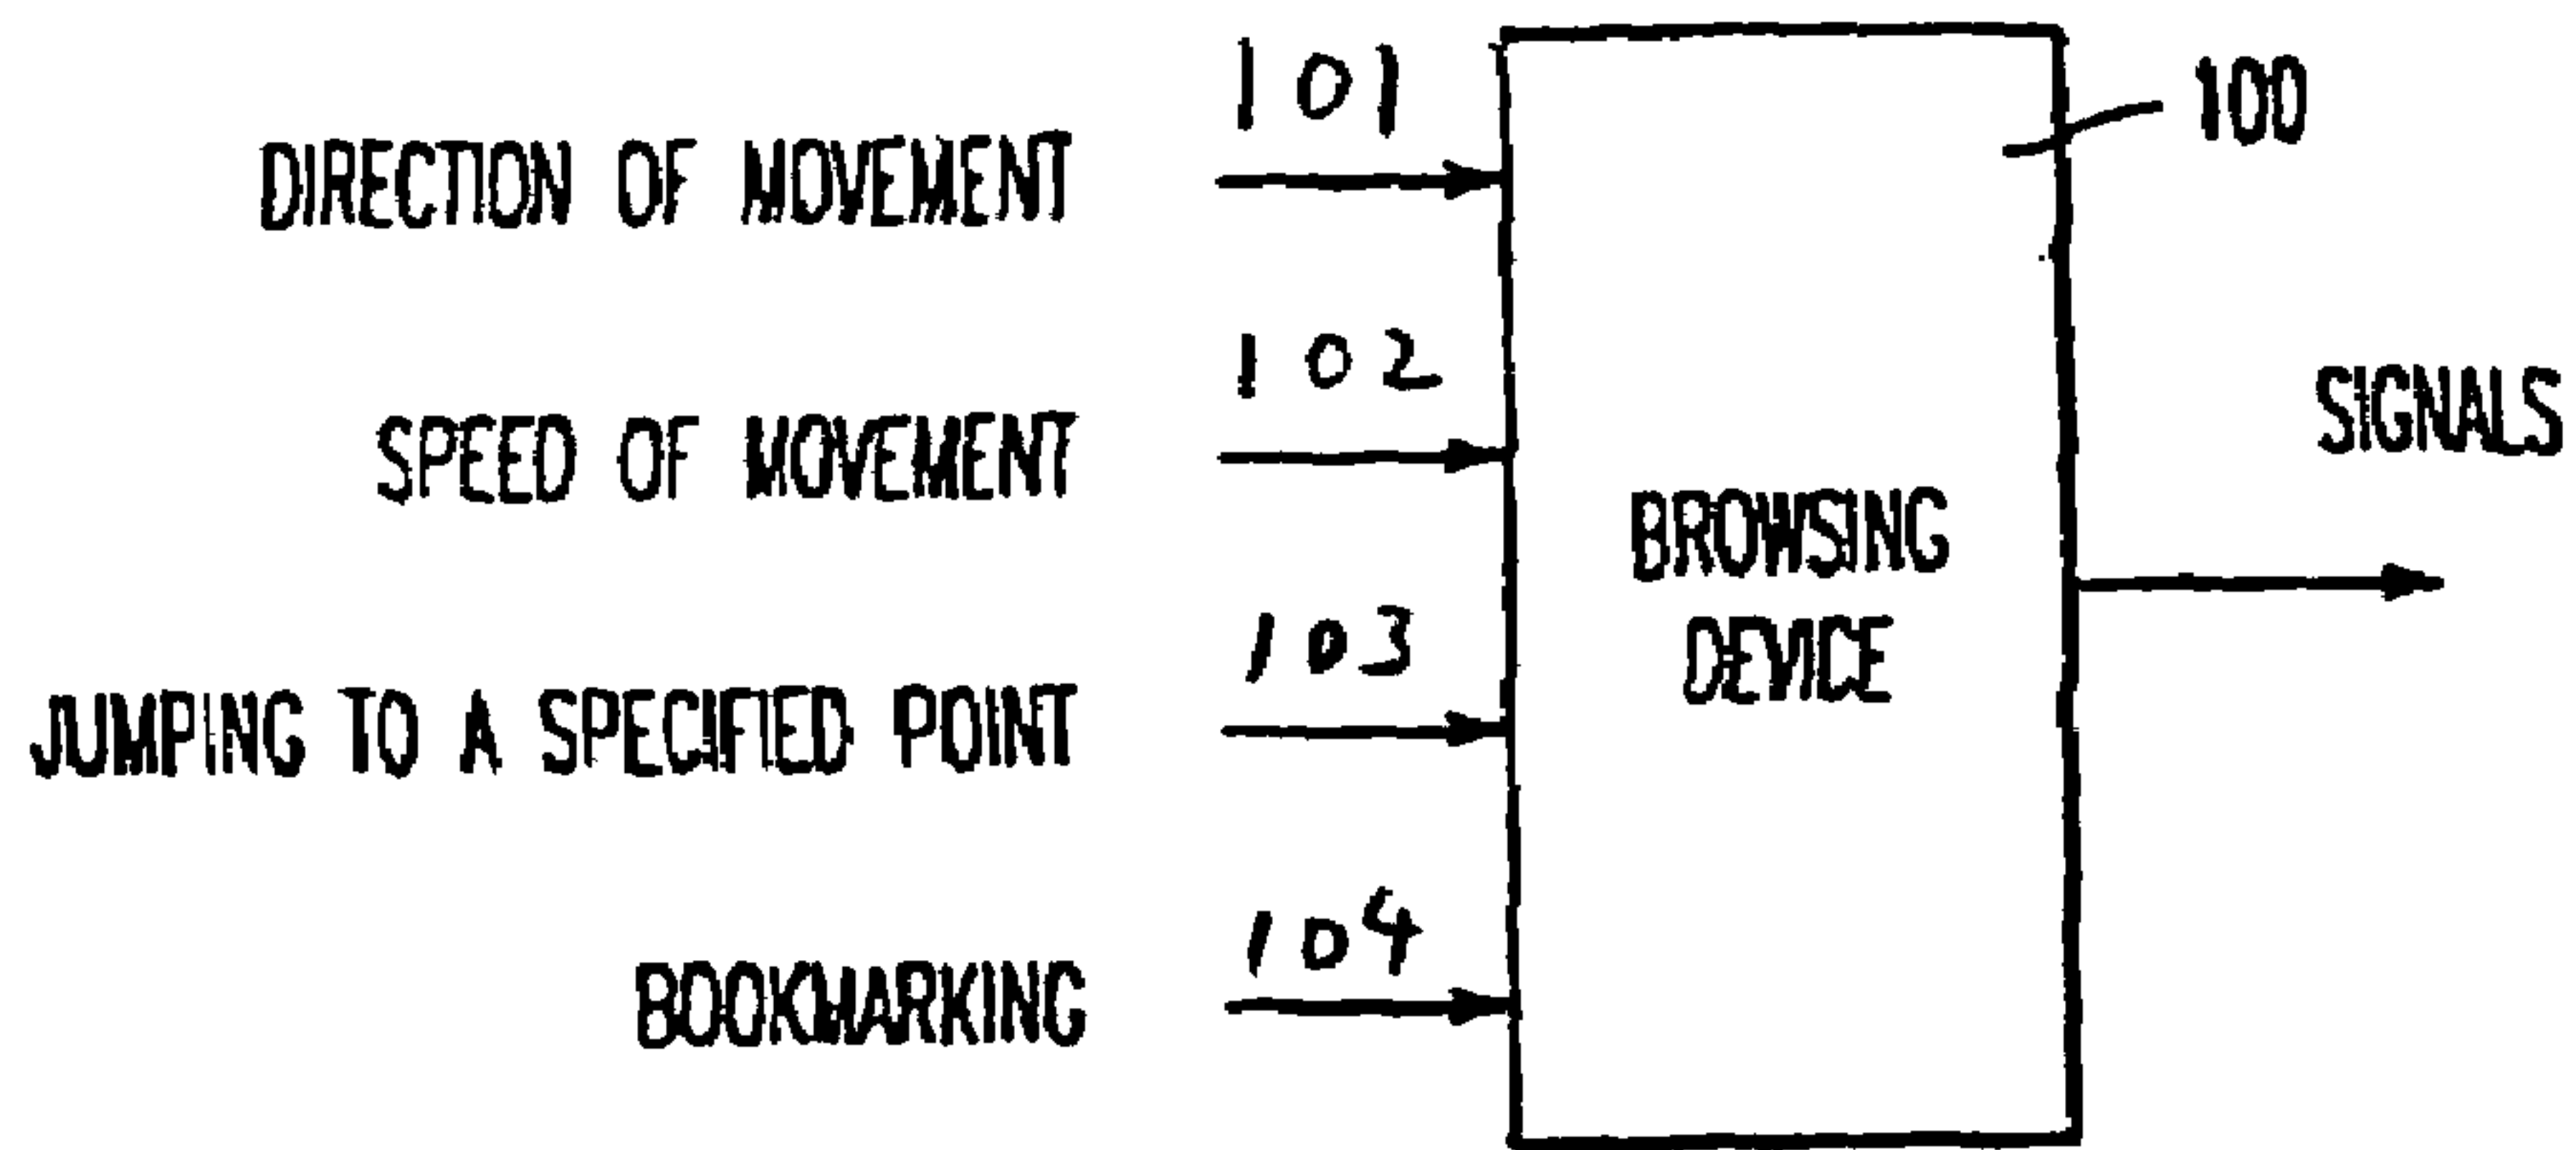 101
DIRECTION OF MOVEMENT
100
102
SPEED OF MOVEMENT
SIGNALS
BROWSING
DEVICE
103
JUMPING TO A SPECIFIED POINT
104
BOOKMARKING